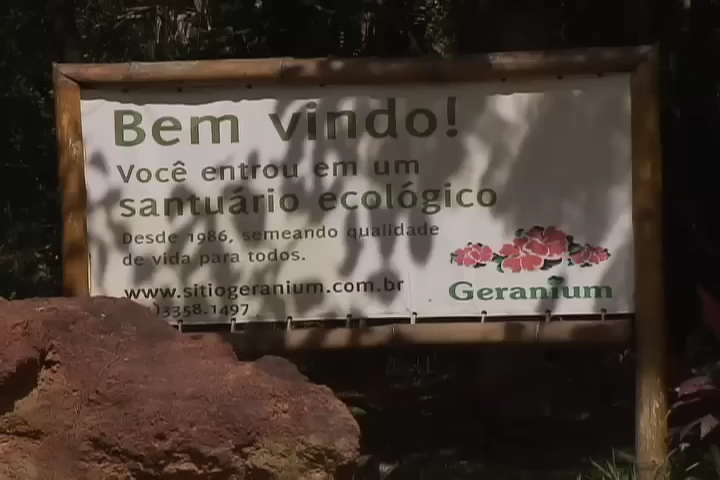 Bem vindo!
Você entrou em um
santuário ecológico
Desde 1986, semeando qualidade
de vida para todos.
www.sitiogeranium.com.br
)3358.1497
Geranium